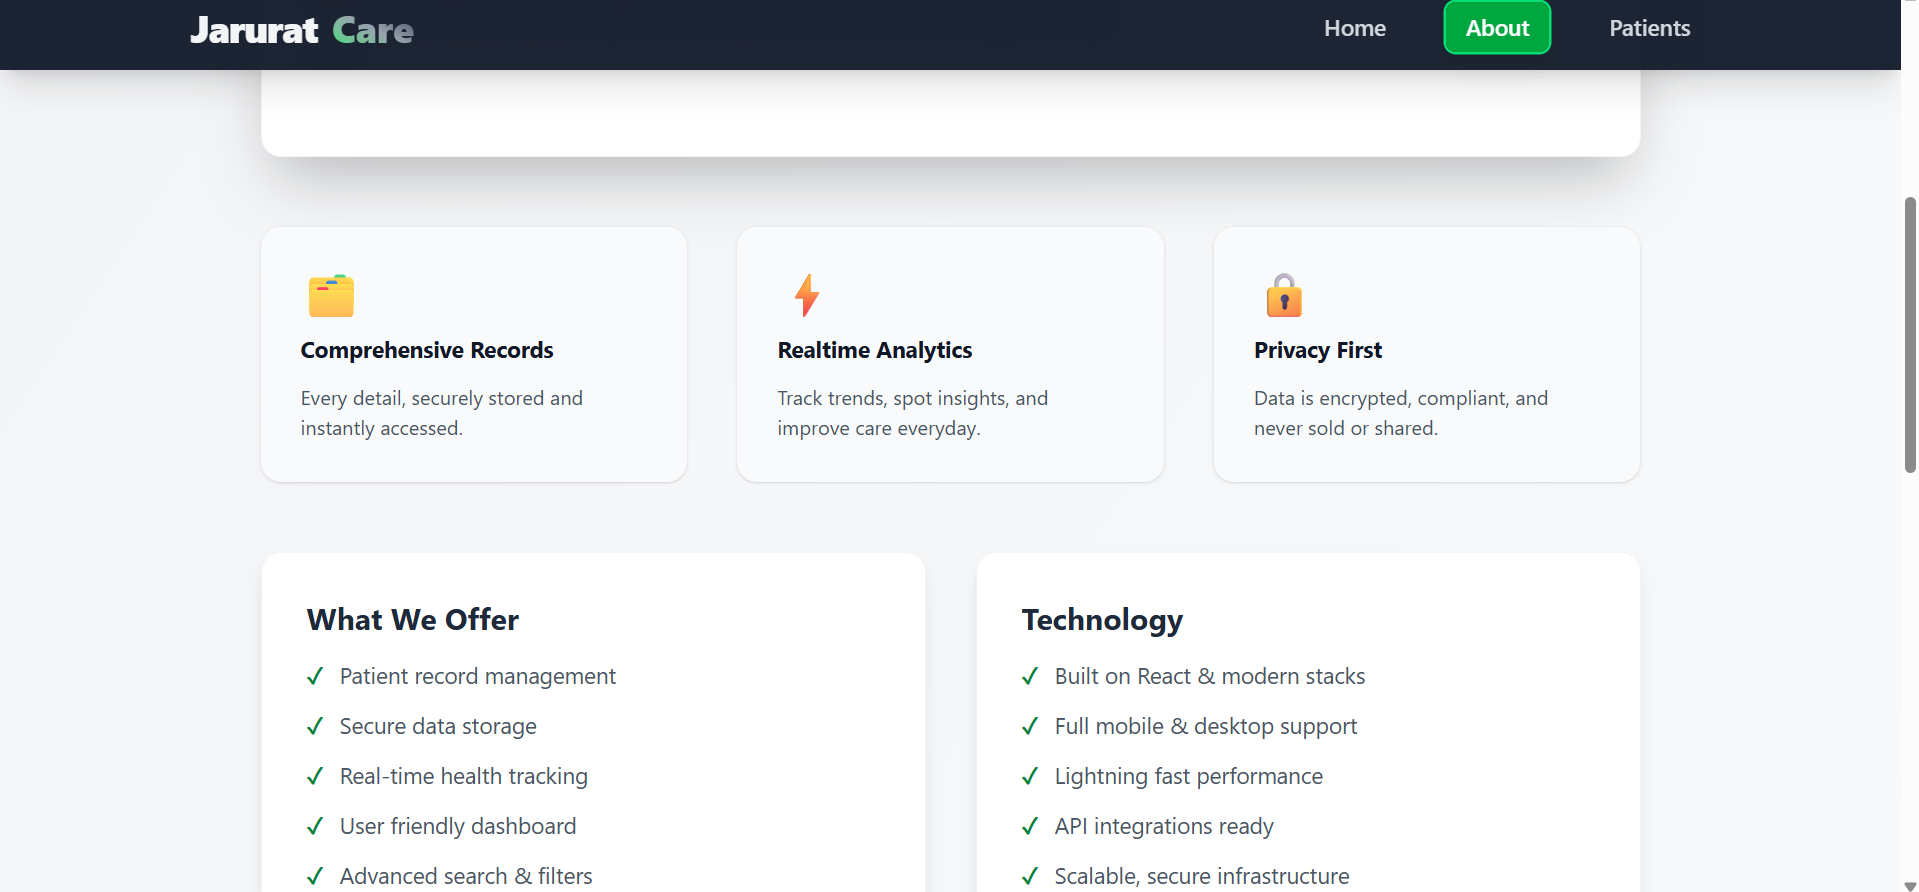 Jarurat Care
Home
About
Patients
Comprehensive Records
Every detail, securely stored and
instantly accessed.
Realtime Analytics
Track trends, spot insights, and
improve care everyday.
Privacy First
Data is encrypted, compliant, and
never sold or shared.
What We Offer
✓ Patient record management
✓ Secure data storage
✓ Real-time health tracking
✓ User friendly dashboard
✓ Advanced search & filters
Technology
✓ Built on React & modern stacks
✓ Full mobile & desktop support
✓ Lightning fast performance
✓ API integrations ready
✓ Scalable, secure infrastructure